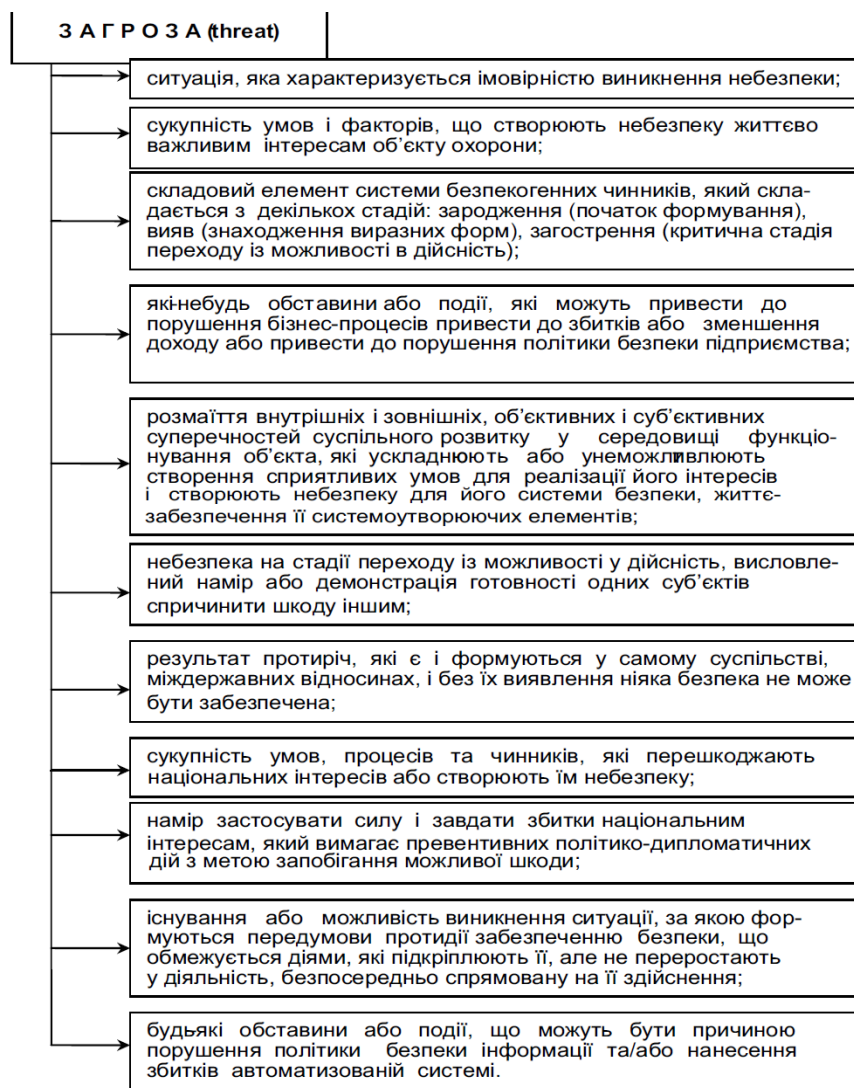 З А Г Р О З А (threat)
ситуація, яка характеризується імовірністю виникнення небезпеки;
сукупність умов і факторів, що створюють небезпеку життєво
важливим інтересам об’єкту охорони;
складовий елемент системи безпекогенних чинників, який скла-
дається з декількох стадій: зародження (початок формування),
вияв (знаходження виразних форм), загострення (критична стадія
переходу із можливості в дійсність);
які-небудь обставини або події, які можуть привести до
порушення бізнес-процесів привести до збитків або зменшення
доходу або привести до порушення політики безпеки підприємства;
розмаїття внутрішніх і зовнішніх, об’єктивних і суб’єктивних
суперечностей суспільного розвитку у середовищі функціо-
нування об’єкта, які ускладнюють або унеможливлюють
створення сприятливих умов для реалізації його інтересів
і створюють небезпеку для його системи безпеки, життє-
забезпечення її системоутворюючих елементів;
небезпека на стадії переходу із можливості у дійсність, висловле-
ний намір або демонстрація готовності одних суб’єктів
спричинити шкоду іншим;
результат протиріч, які є і формуються у самому суспільстві,
міждержавних відносинах, і без їх виявлення ніяка безпека не може
бути забезпечена;
сукупність умов, процесів та чинників, які перешкоджають
національних інтересів або створюють їм небезпеку;
намір застосувати силу і завдати збитки національним
інтересам, який вимагає превентивних політико-дипломатичних
дій з метою запобігання можливої шкоди;
існування або можливість виникнення ситуації, за якою фор-
муються передумови протидії забезпеченню безпеки, що
обмежується діями, які підкріплюють її, але не переростають
у діяльність, безпосередньо спрямовану на її здійснення;
будь-які обставини або події, що можуть бути причиною
порушення політики безпеки інформації та/або нанесення
збитків автоматизованій системі.